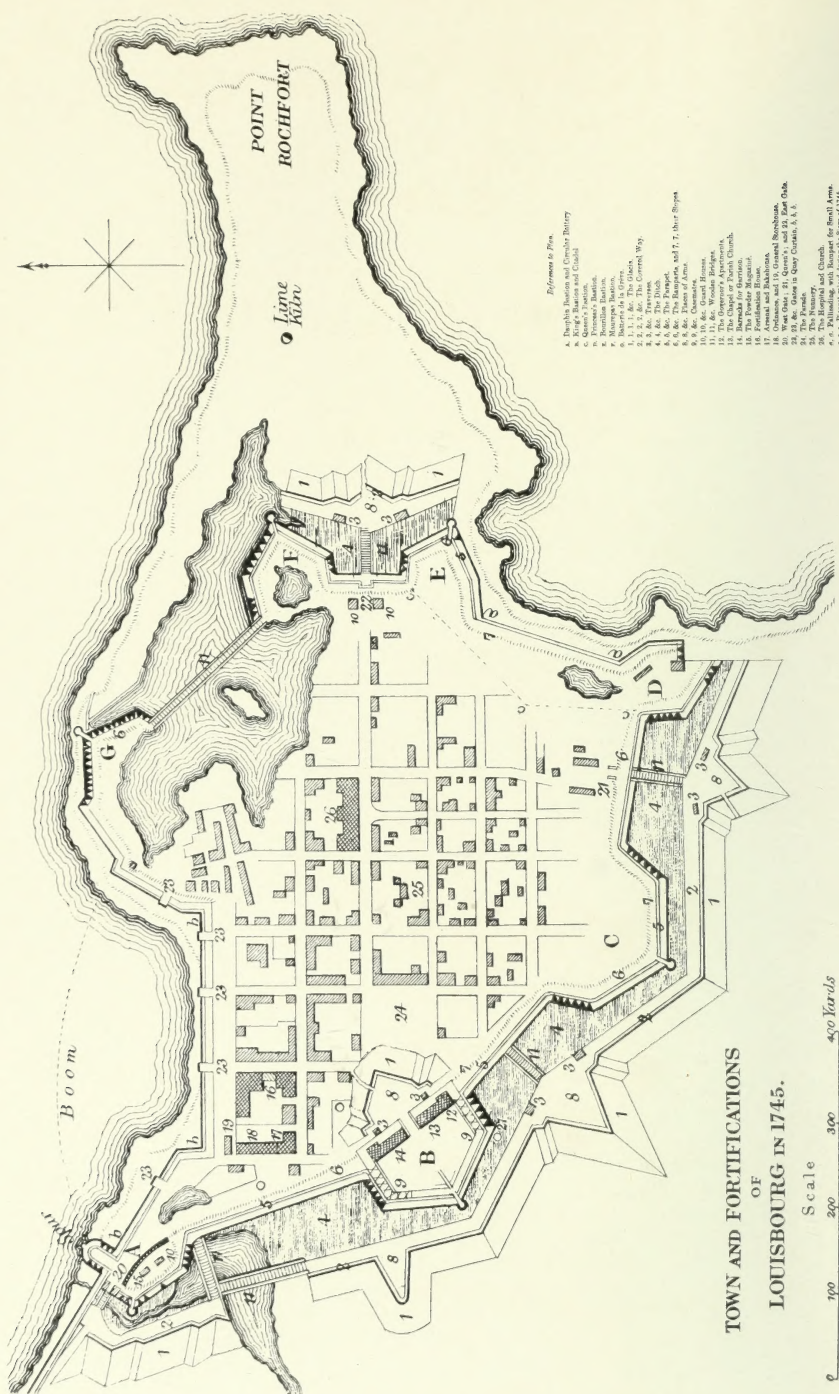 POINT
ROCHFORT
Lime
Kiln
Boom
References to Plan.
A. Dauphin Bastion and Circular Battery
B. King's Bastion and Citadel
C. Queen's Bastion.
D. Princess's Bastion.
E. Bourillon Bastion.
F. Maurepas Bastion.
G. Batterie de la Gréve.
1, 1, 1, &c. The Glacis.
2, 2, 2, &c. The Covered Way.
3, 3, &c. Traverses.
4, 4, &c. The Ditch.
5, 5, &c. The Parapet.
6, 6, &c. The Ramparts, and 7, 7, their Slopes
8, 8, &c. Places of Arms.
9, 9, &c. Casemates.
10, 10, &c. Guard Houses.
11, 11, &c. Wooden Bridges.
12. The Governor's Apartments.
13. The Chapel or Parish Church.
14. Barracks for Garrison.
15. The Powder Magazine.
16. Fortification House.
17. Arsenal and Bakehouse.
18. Ordnance, and 19, General Storehouse.
20. West Gate; 21, Queen's; and 22, East Gate.
23, 23, &c. Gates in Quay Curtain, b, b, b.
24. The Parade.
25. The Nunnery.
26. The Hospital and Church.
a, a. Palisading, with Rampart for Small Arms.
TOWN AND FORTIFICATIONS
OF
LOUISBOURG IN 1745.
Scale
0 100 200 300 400 Yards
A
B
C
D
E
F
G